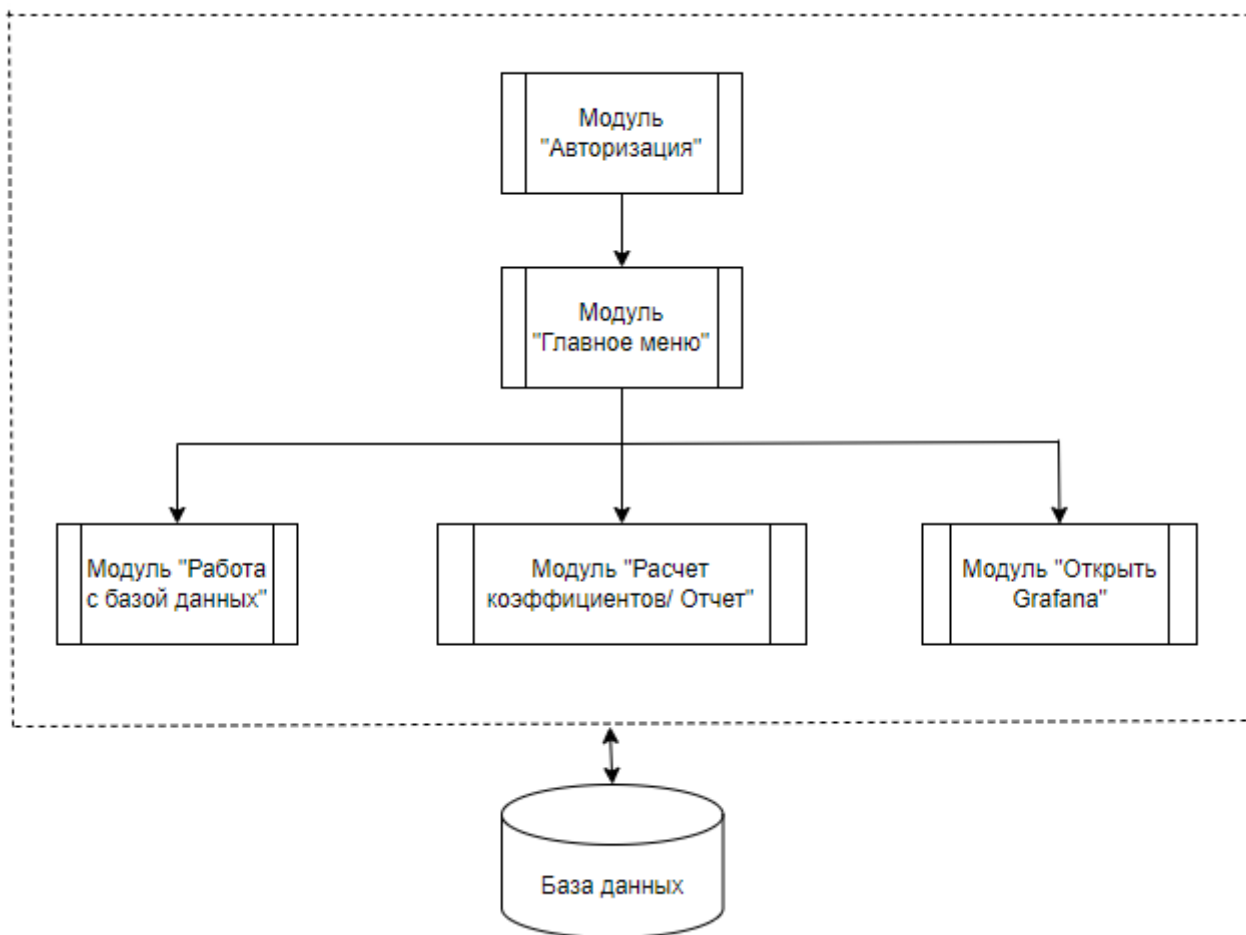 Модуль
"Авторизация"
Модуль
"Главное меню"
Модуль "Работа
с базой данных"
Модуль "Расчет
коэффициентов/ Отчет"
Модуль "Открыть
Grafana"
База данных